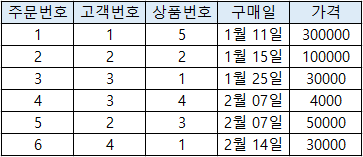 주문번호 고객번호 상품번호 구매일 가격
1 1 5 1월 11일 300000
2 2 2 1월 15일 100000
3 3 1 1월 25일 30000
4 3 4 2월 07일 4000
5 2 3 2월 07일 50000
6 4 1 2월 14일 30000